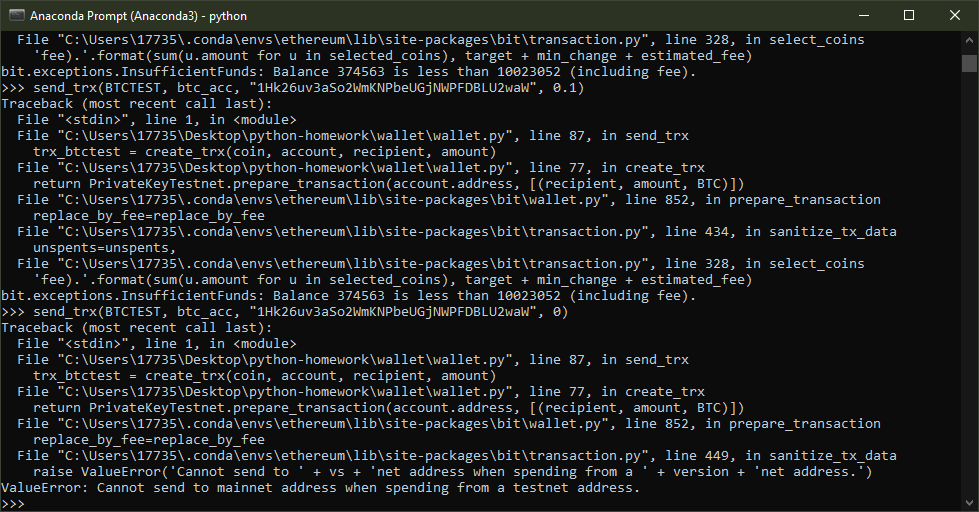 Anaconda Prompt (Anaconda3) - python
  File "C:\Users\17735\.conda\envs\ethereum\lib\site-packages\bit\transaction.py", line 328, in select_coins
    'fee).'.format(sum(u.amount for u in selected_coins), target + min_change + estimated_fee)
bit.exceptions.InsufficientFunds: Balance 374563 is less than 10023052 (including fee).
>>> send_trx(BTCTEST, btc_acc, "1Hk26uv3aSo2WmKNPbeUGjNWPFDBLU2waW", 0.1)
Traceback (most recent call last):
  File "<stdin>", line 1, in <module>
  File "C:\Users\17735\Desktop\python-homework\wallet\wallet.py", line 87, in send_trx
    trx_btctest = create_trx(coin, account, recipient, amount)
  File "C:\Users\17735\Desktop\python-homework\wallet\wallet.py", line 77, in create_trx
    return PrivateKeyTestnet.prepare_transaction(account.address, [(recipient, amount, BTC)])
  File "C:\Users\17735\.conda\envs\ethereum\lib\site-packages\bit\wallet.py", line 852, in prepare_transaction
    replace_by_fee=replace_by_fee
  File "C:\Users\17735\.conda\envs\ethereum\lib\site-packages\bit\transaction.py", line 434, in sanitize_tx_data
    unspents=unspents,
  File "C:\Users\17735\.conda\envs\ethereum\lib\site-packages\bit\transaction.py", line 328, in select_coins
    'fee).'.format(sum(u.amount for u in selected_coins), target + min_change + estimated_fee)
bit.exceptions.InsufficientFunds: Balance 374563 is less than 10023052 (including fee).
>>> send_trx(BTCTEST, btc_acc, "1Hk26uv3aSo2WmKNPbeUGjNWPFDBLU2waW", 0)
Traceback (most recent call last):
  File "<stdin>", line 1, in <module>
  File "C:\Users\17735\Desktop\python-homework\wallet\wallet.py", line 87, in send_trx
    trx_btctest = create_trx(coin, account, recipient, amount)
  File "C:\Users\17735\Desktop\python-homework\wallet\wallet.py", line 77, in create_trx
    return PrivateKeyTestnet.prepare_transaction(account.address, [(recipient, amount, BTC)])
  File "C:\Users\17735\.conda\envs\ethereum\lib\site-packages\bit\wallet.py", line 852, in prepare_transaction
    replace_by_fee=replace_by_fee
  File "C:\Users\17735\.conda\envs\ethereum\lib\site-packages\bit\transaction.py", line 449, in sanitize_tx_data
    raise ValueError('Cannot send to ' + vs + 'net address when spending from a ' + version + 'net address.')
ValueError: Cannot send to mainnet address when spending from a testnet address.
>>>